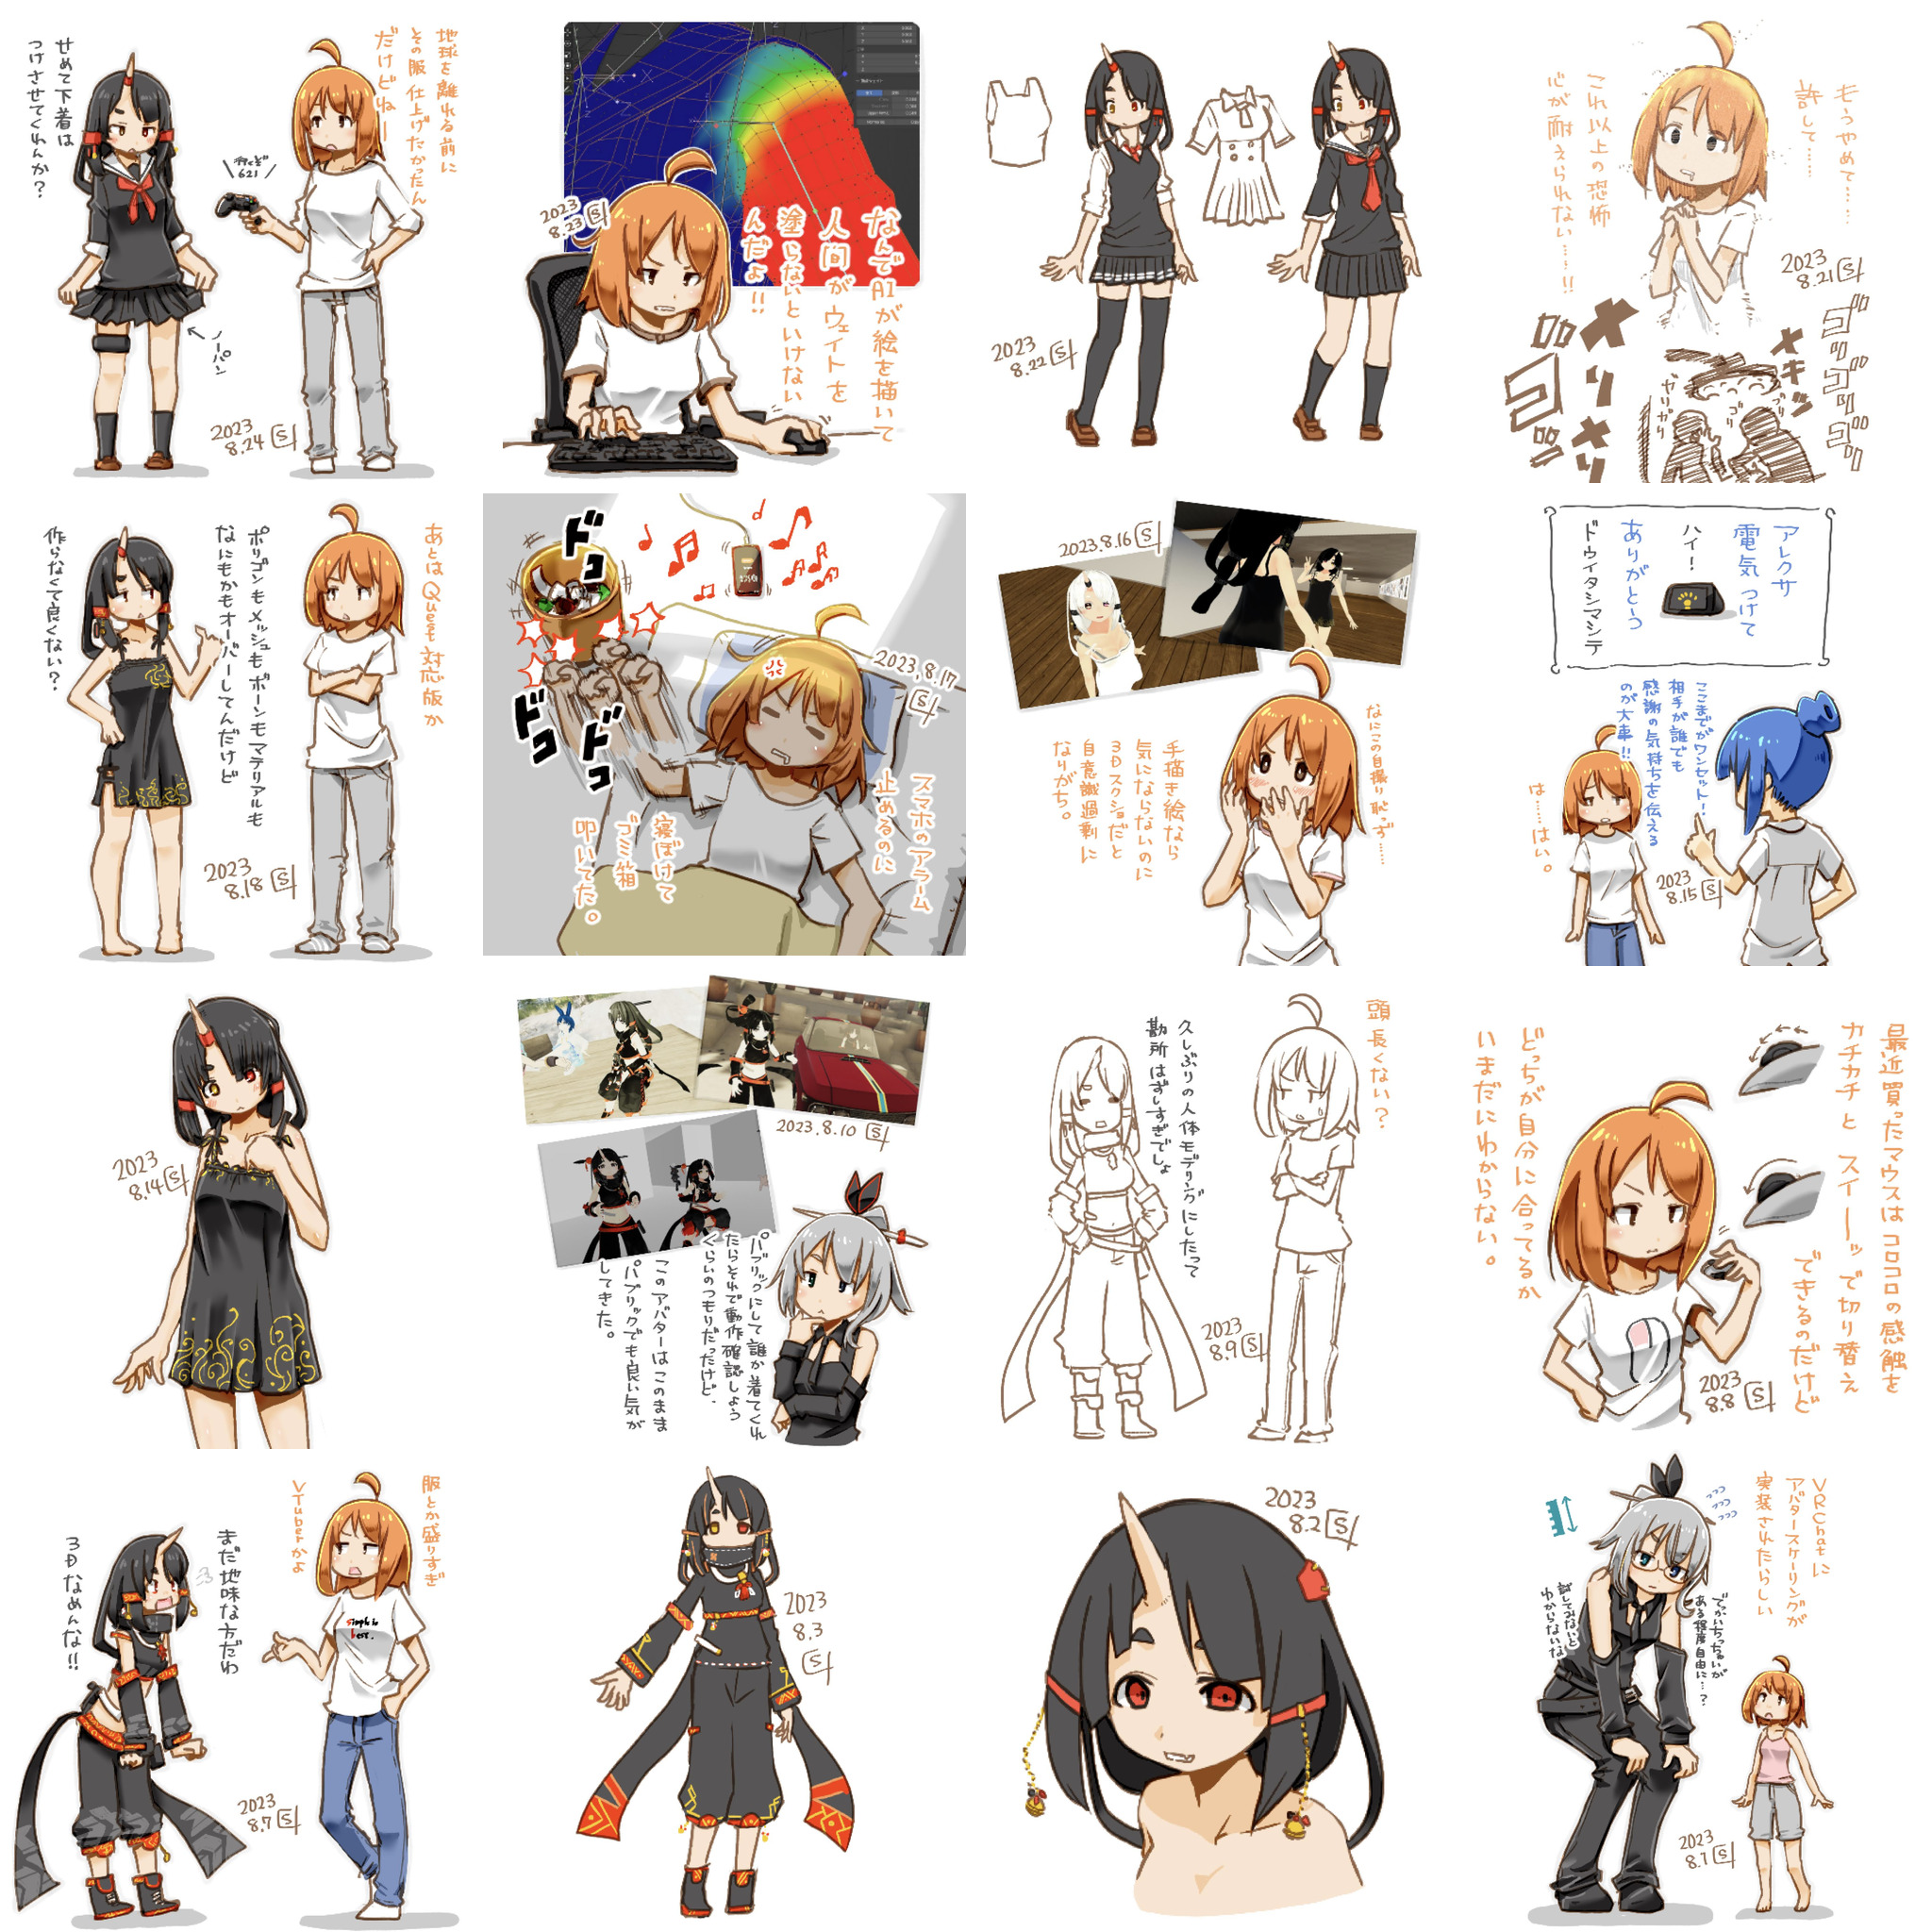 地球を離れる前に
その服仕上げたかったん
だけどねー
\行くぞ/
621
せめて下着は
つけさせてくれんか?
ノーパン
2023
8.24 S
2023
8.23 S
なんでAIが絵を描いて
人間がウェイトを
塗らないといけない
んだよ!!
2023
8.22 S
もうやめて……
許して……
これ以上の恐怖
心が耐えられない……!!
2023
8.21 S
メリメリ
メキッ
あとはQuest対応版か
ポリゴンもメッシュもボーンもマテリアルも
なにもかもオーバーしてんだけど
作らなくて良くない?
2023
8.18 S
ドコ
ドコ
ドコ
2023.8.17
S
スマホのアラーム
止めるのに
寝ぼけて
ゴミ箱
叩いてた。
2023.8.16 S
なにこの自撮り恥っず……
手描き絵なら
気にならないのに
3Dスクショだと
自意識過剰に
なりがち。
アレクサ
電気つけて
ハイ!
ありがとう
ドウイタシマシテ
ここまでがワンセット!
相手が誰でも
感謝の気持ちを伝える
のが大事!!
は……はい。
2023
8.15 S
2023
8.14 S
2023.8.10 S
パブリックにして誰か着てくれ
たらそれで動作確認しよう
くらいのつもりだったけど、
このアバターはこのまま
パブリックでも良い気が
してきた。
頭長くない?
久しぶりの人体モデリングにしたって
勘所はずしすぎでしょ
2023
8.9 S
最近買ったマウスはコロコロの感触を
カチカチと スイーッで切り替え
できるのだけど
どっちが自分に合ってるか
いまだにわからない。
2023
8.8 S
服とか盛りすぎ
VTuberかよ
まだ地味な方だわ
3Dなめんな!!
simple is
best.
2023
8.7 S
2023
8.3
S
2023
8.2 S
VRChatに
アバタースケーリングが
実装されたらしい
でっかいちっちゃいが
ある程度自由に…?
試してみないと
わからないな
2023
8.1 S